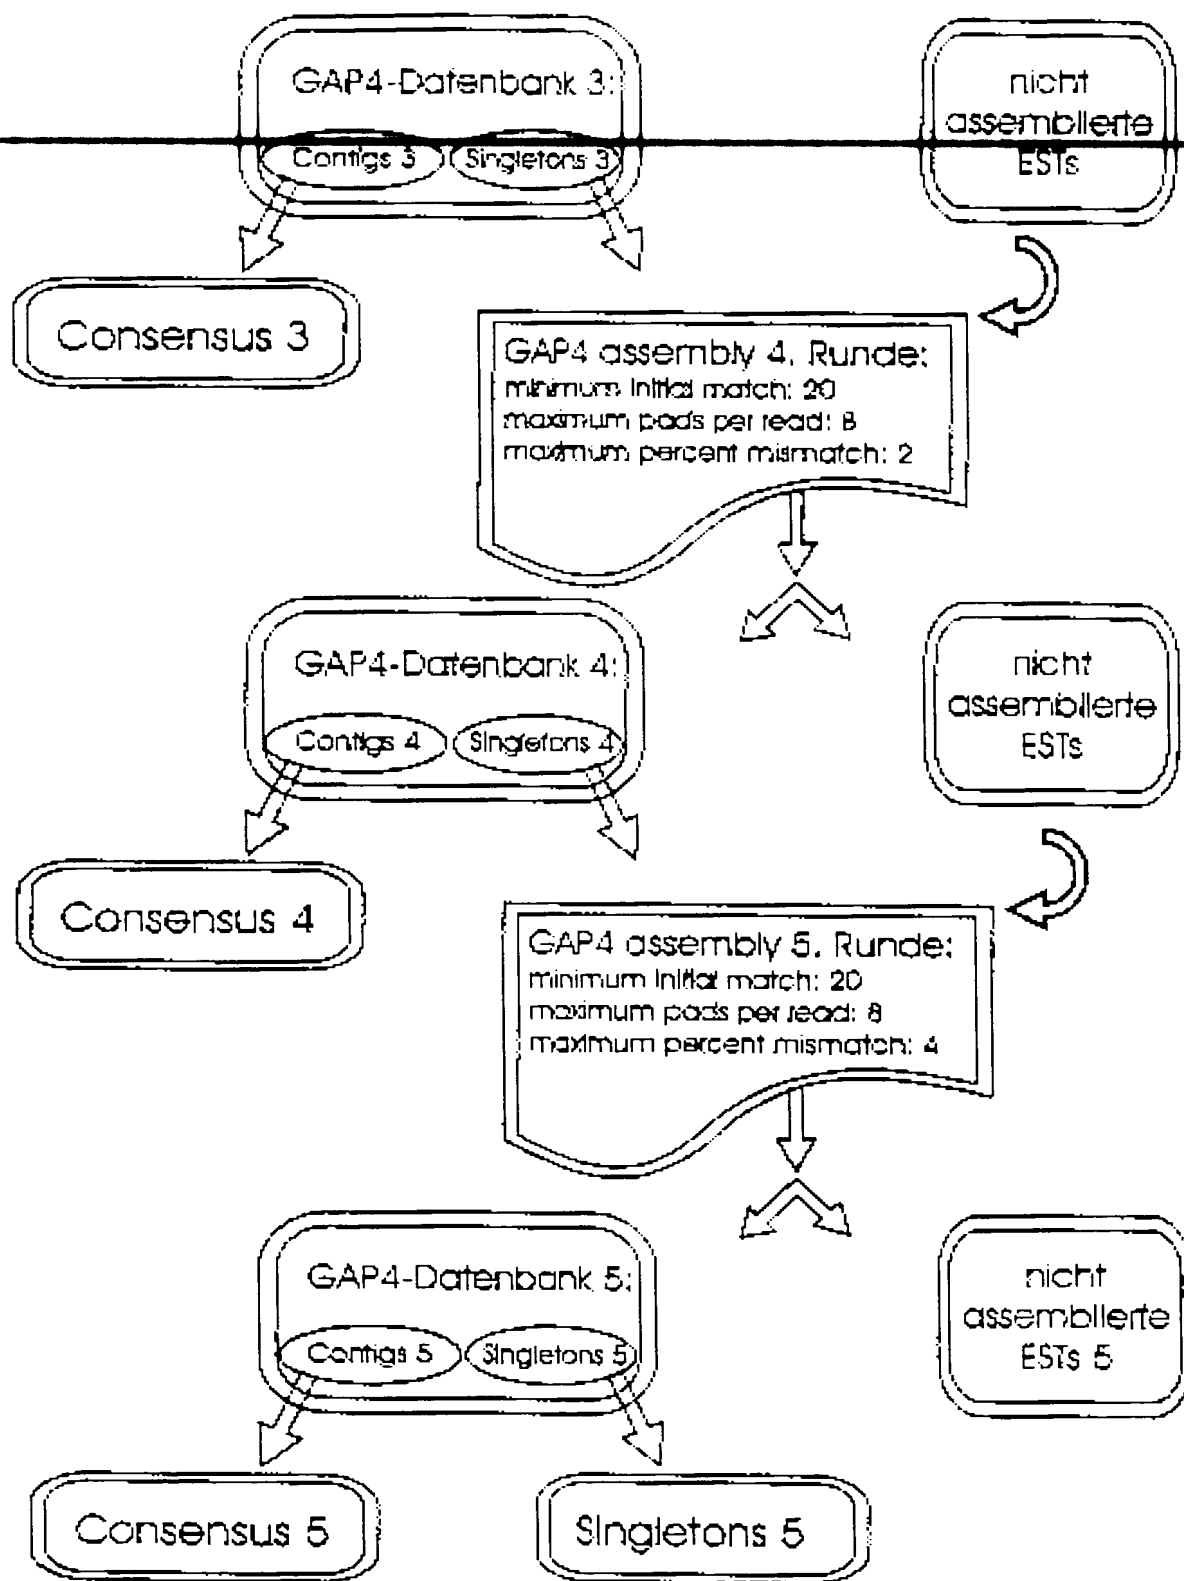 GAP4-Datenbank 3:
Contigs 3
Singletons 3
nicht
assemblierte
ESTs
Consensus 3
GAP4 assembly 4. Runde:
minimum initial match: 20
maximum pads per read: 8
maximum percent mismatch: 2
GAP4-Datenbank 4:
Contigs 4
Singletons 4
nicht
assemblierte
ESTs
Consensus 4
GAP4 assembly 5. Runde:
minimum initial match: 20
maximum pads per read: 8
maximum percent mismatch: 4
GAP4-Datenbank 5:
Contigs 5
Singletons 5
nicht
assemblierte
ESTs 5
Consensus 5
Singletons 5